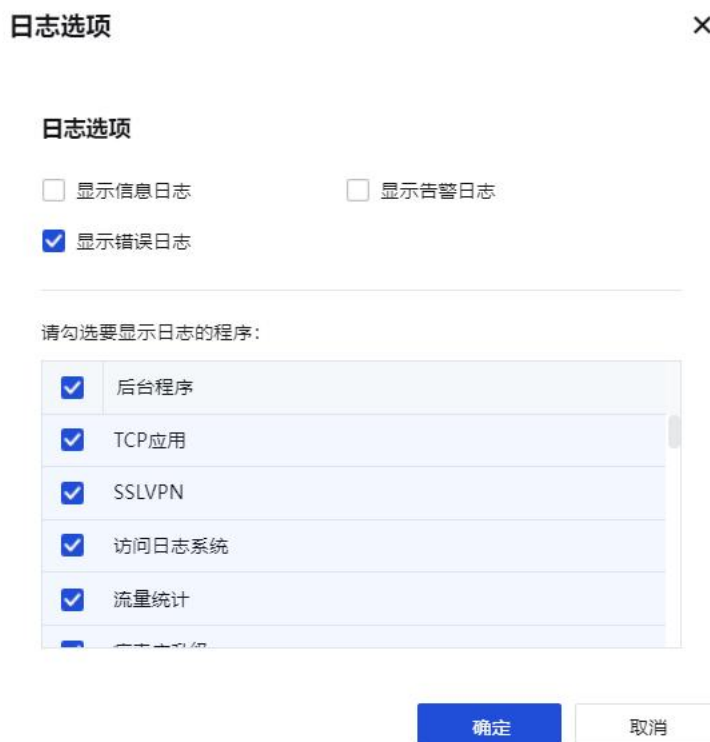 日志选项
日志选项
显示信息日志 显示告警日志
显示错误日志
请勾选要显示日志的程序：
后台程序
TCP应用
SSLVPN
访问日志系统
流量统计
确定 取消